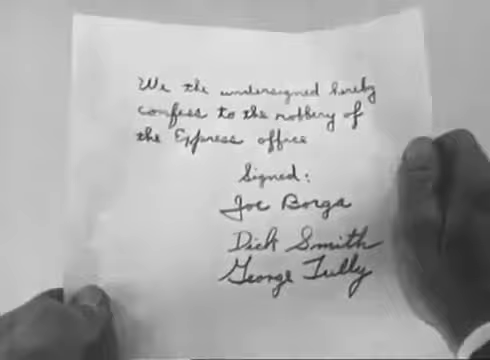 We the undersigned hereby
confess to the robbery of
the Express office
Signed:
Joe Borga
Dick Smith
George Tully